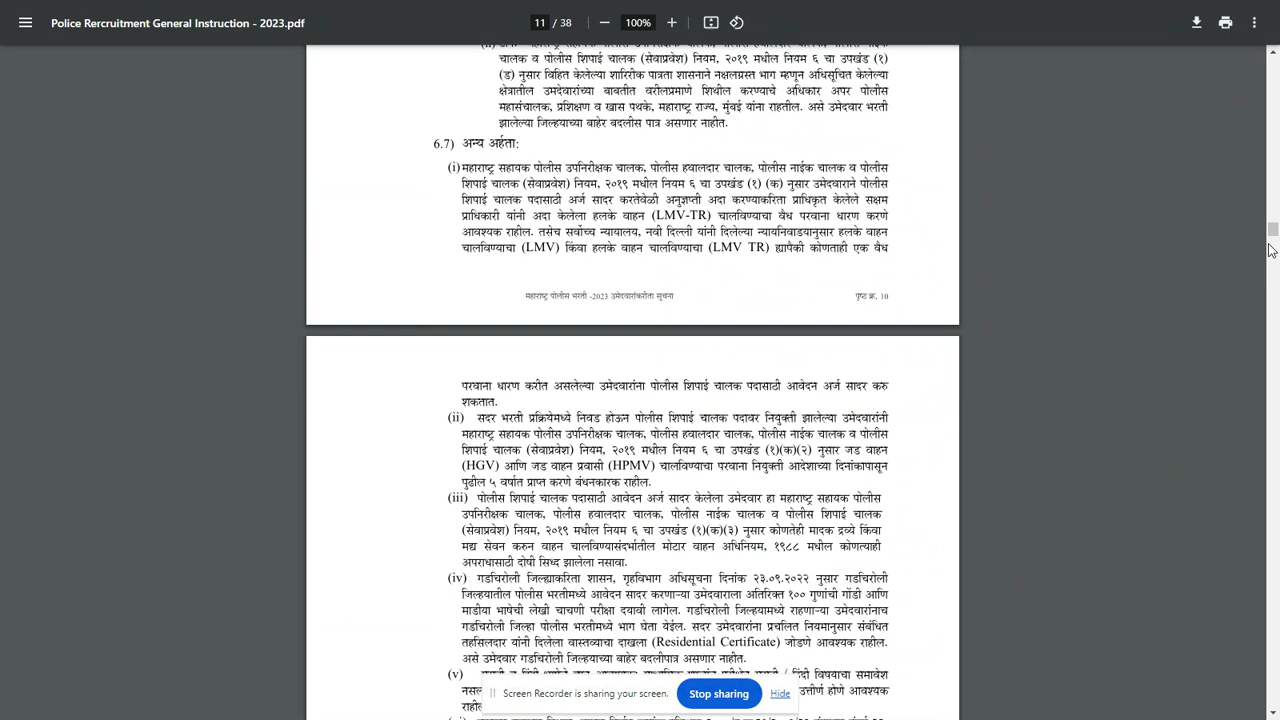 Police Recrruitment General Instruction - 2023.pdf
11 / 38
100%
चालक व पोलीस शिपाई चालक (सेवाप्रवेश) नियम, २०१९ मधील नियम ६ चा उपखंड (१)
(ड) नुसार विहित केलेल्या शारिरीक पात्रता शासनाने नक्षलग्रस्त भाग म्हणून अधिसूचित केलेल्या
क्षेत्रातील उमदेवारांच्या बाबतीत वरीलप्रमाणे शिथील करण्याचे अधिकार अपर पोलीस
महासंचालक, प्रशिक्षण व खास पथके, महाराष्ट्र राज्य, मुंबई यांना राहतील. असे उमेदवार भरती
झालेल्या जिल्हयाच्या बाहेर बदलीस पात्र असणार नाहीत.
6.7) अन्य अर्हता:
(i) महाराष्ट्र सहायक पोलीस उपनिरीक्षक चालक, पोलीस हवालदार चालक, पोलीस नाईक चालक व पोलीस
शिपाई चालक (सेवाप्रवेश) नियम, २०१९ मधील नियम ६ चा उपखंड (१) (क) नुसार उमेदवाराने पोलीस
शिपाई चालक पदासाठी अर्ज सादर करतेवेळी अनुज्ञप्ती अदा करण्याकरिता प्राधिकृत केलेले सक्षम
प्राधिकारी यांनी अदा केलेला हलके वाहन (LMV-TR) चालविण्याचा वैध परवाना धारण करणे
आवश्यक राहील. तसेच सर्वोच्च न्यायालय, नवी दिल्ली यांनी दिलेल्या न्यायनिवाडयानुसार हलके वाहन
चालविण्याचा (LMV) किंवा हलके वाहन चालविण्याचा (LMV TR) ह्यापैकी कोणताही एक वैध
महाराष्ट्र पोलीस भरती -2023 उमेदवारांकरीता सूचना
पृष्ठ क्र. 10
परवाना धारण करीत असलेल्या उमेदवारांना पोलीस शिपाई चालक पदासाठी आवेदन अर्ज सादर करु
शकतात.
(ii) सदर भरती प्रक्रियेमध्ये निवड होऊन पोलीस शिपाई चालक पदावर नियुक्ती झालेल्या उमेदवारांनी
महाराष्ट्र सहायक पोलीस उपनिरीक्षक चालक, पोलीस हवालदार चालक, पोलीस नाईक चालक व पोलीस
शिपाई चालक (सेवाप्रवेश) नियम, २०१९ मधील नियम ६ चा उपखंड (१)(क)(२) नुसार जड वाहन
(HGV) आणि जड वाहन प्रवासी (HPMV) चालविण्याचा परवाना नियुक्ती आदेशाच्या दिनांकापासून
पुढील ५ वर्षात प्राप्त करणे बंधनकारक राहील.
(iii) पोलीस शिपाई चालक पदासाठी आवेदन अर्ज सादर केलेला उमेदवार हा महाराष्ट्र सहायक पोलीस
उपनिरीक्षक चालक, पोलीस हवालदार चालक, पोलीस नाईक चालक व पोलीस शिपाई चालक
(सेवाप्रवेश) नियम, २०१९ मधील नियम ६ चा उपखंड (१)(क)(३) नुसार कोणतेही मादक द्रव्ये किंवा
मद्य सेवन करुन वाहन चालविण्यासंदर्भातील मोटार वाहन अधिनियम, १९८८ मधील कोणत्याही
अपराधासाठी दोषी सिध्द झालेला नसावा.
(iv) गडचिरोली जिल्ह्याकरिता शासन, गृहविभाग अधिसूचना दिनांक २३.०९.२०२२ नुसार गडचिरोली
जिल्हयातील पोलीस भरतीमध्ये आवेदन सादर करणाऱ्या उमेदवाराला अतिरिक्त १०० गुणांची गोंडी आणि
माडीया भाषेची लेखी चाचणी परीक्षा दयावी लागेल. गडचिरोली जिल्हयामध्ये राहणाऱ्या उमेदवारांनाच
गडचिरोली जिल्हा पोलीस भरतीमध्ये भाग घेता येईल. सदर उमेदवारांना प्रचलित नियमानुसार संबंधित
तहसिलदार यांनी दिलेला वास्तव्याचा दाखला (Residential Certificate) जोडणे आवश्यक राहील.
असे उमेदवार गडचिरोली जिल्हयाच्या बाहेर बदलीपात्र असणार नाहीत.
(v) हिंदी विषयाचा समावेश
उत्तीर्ण होणे आवश्यक
Screen Recorder is sharing your screen.
Stop sharing
Hide